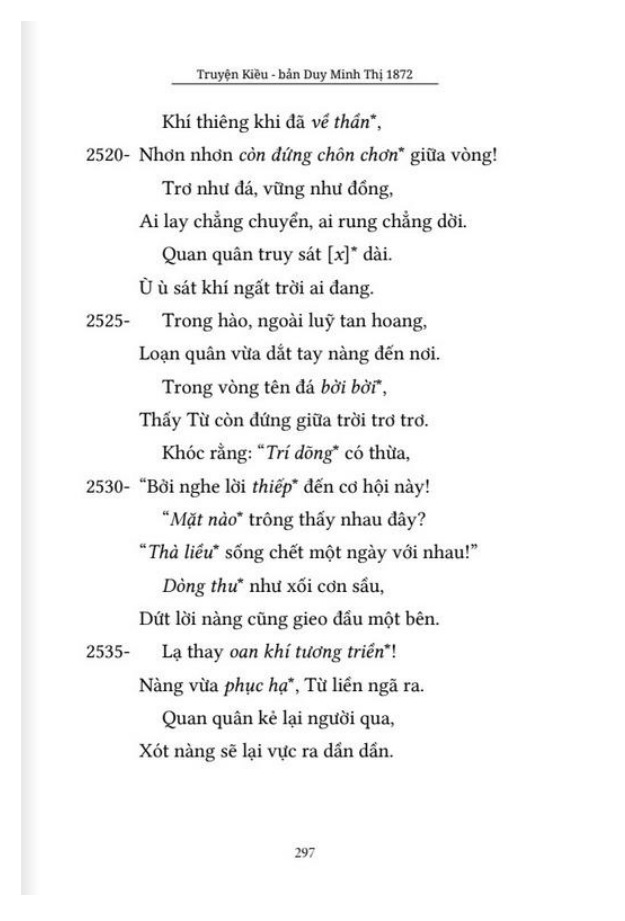 Truyện Kiều - bản Duy Minh Thị 1872
Khí thiêng khi đã về thần*,
2520- Nhơn nhơn còn đứng chôn chơn* giữa vòng!
Trơ như đá, vững như đồng,
Ai lay chẳng chuyển, ai rung chẳng dời.
Quan quân truy sát [x]* dài.
Ù ù sát khí ngất trời ai đang.
2525- Trong hào, ngoài luỹ tan hoang,
Loạn quân vừa dắt tay nàng đến nơi.
Trong vòng tên đá bời bời*,
Thấy Từ còn đứng giữa trời trơ trơ.
Khóc rằng: “Trí dõng* có thừa,
2530- “Bởi nghe lời thiếp* đến cơ hội này!
“Mặt nào* trông thấy nhau đây?
“Thà liều* sống chết một ngày với nhau!”
Dòng thu* như xối cơn sầu,
Dứt lời nàng cũng gieo đầu một bên.
2535- Lạ thay oan khí tương triền*!
Nàng vừa phục hạ*, Từ liền ngã ra.
Quan quân kẻ lại người qua,
Xót nàng sẽ lại vực ra dần dần.
297